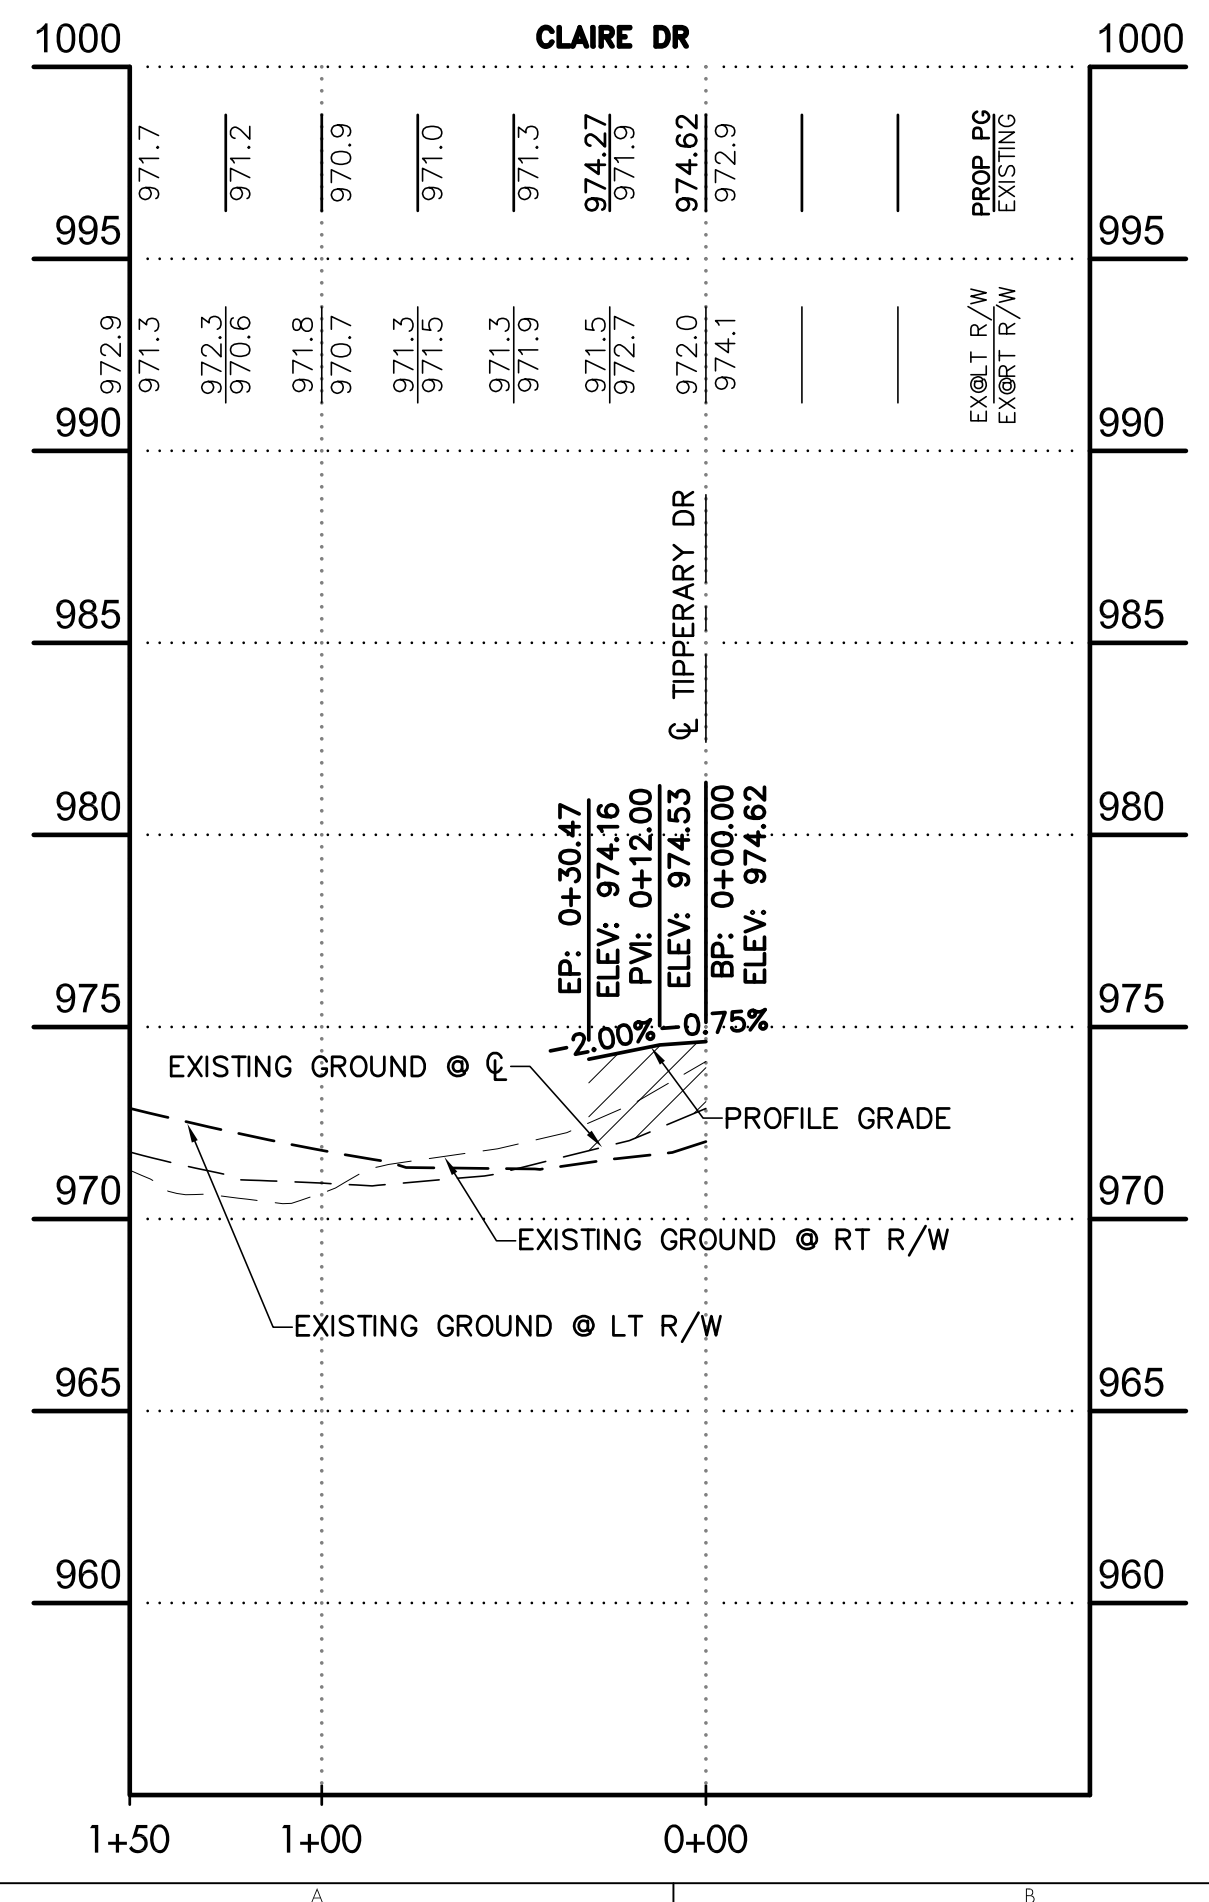 CLAIRE DR
1000
1000
971.7
971.2
970.9
971.0
971.3
974.27
971.9
974.62
972.9
PROP PG
EXISTING
995
995
972.9
971.3
972.3
970.6
971.8
970.7
971.3
971.5
971.3
971.9
971.5
972.7
972.0
974.1
EX@LT R/W
EX@RT R/W
990
990
℄ TIPPERARY DR
985
985
980
980
EP: 0+30.47
ELEV: 974.16
PVI: 0+12.00
ELEV: 974.53
BP: 0+00.00
ELEV: 974.62
975
975
-2.00%
-0.75%
EXISTING GROUND @ ℄
PROFILE GRADE
970
970
EXISTING GROUND @ RT R/W
EXISTING GROUND @ LT R/W
965
965
960
960
1+50
1+00
0+00
A
B